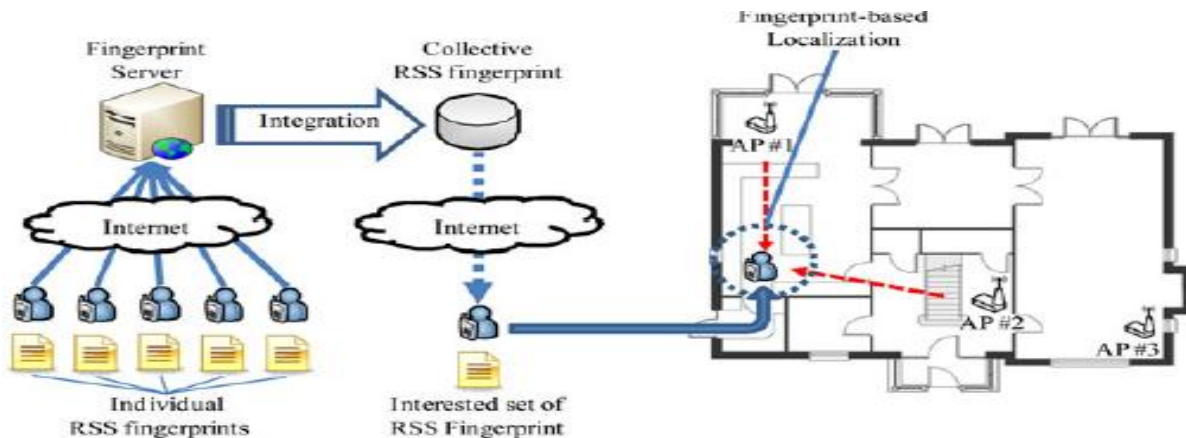 Fingerprint-based
Localization
Fingerprint
Server
Collective
RSS fingerprint
Integration
AP #1
Internet
Internet
AP #2
AP #3
Individual
RSS fingerprints
Interested set of
RSS Fingerprint